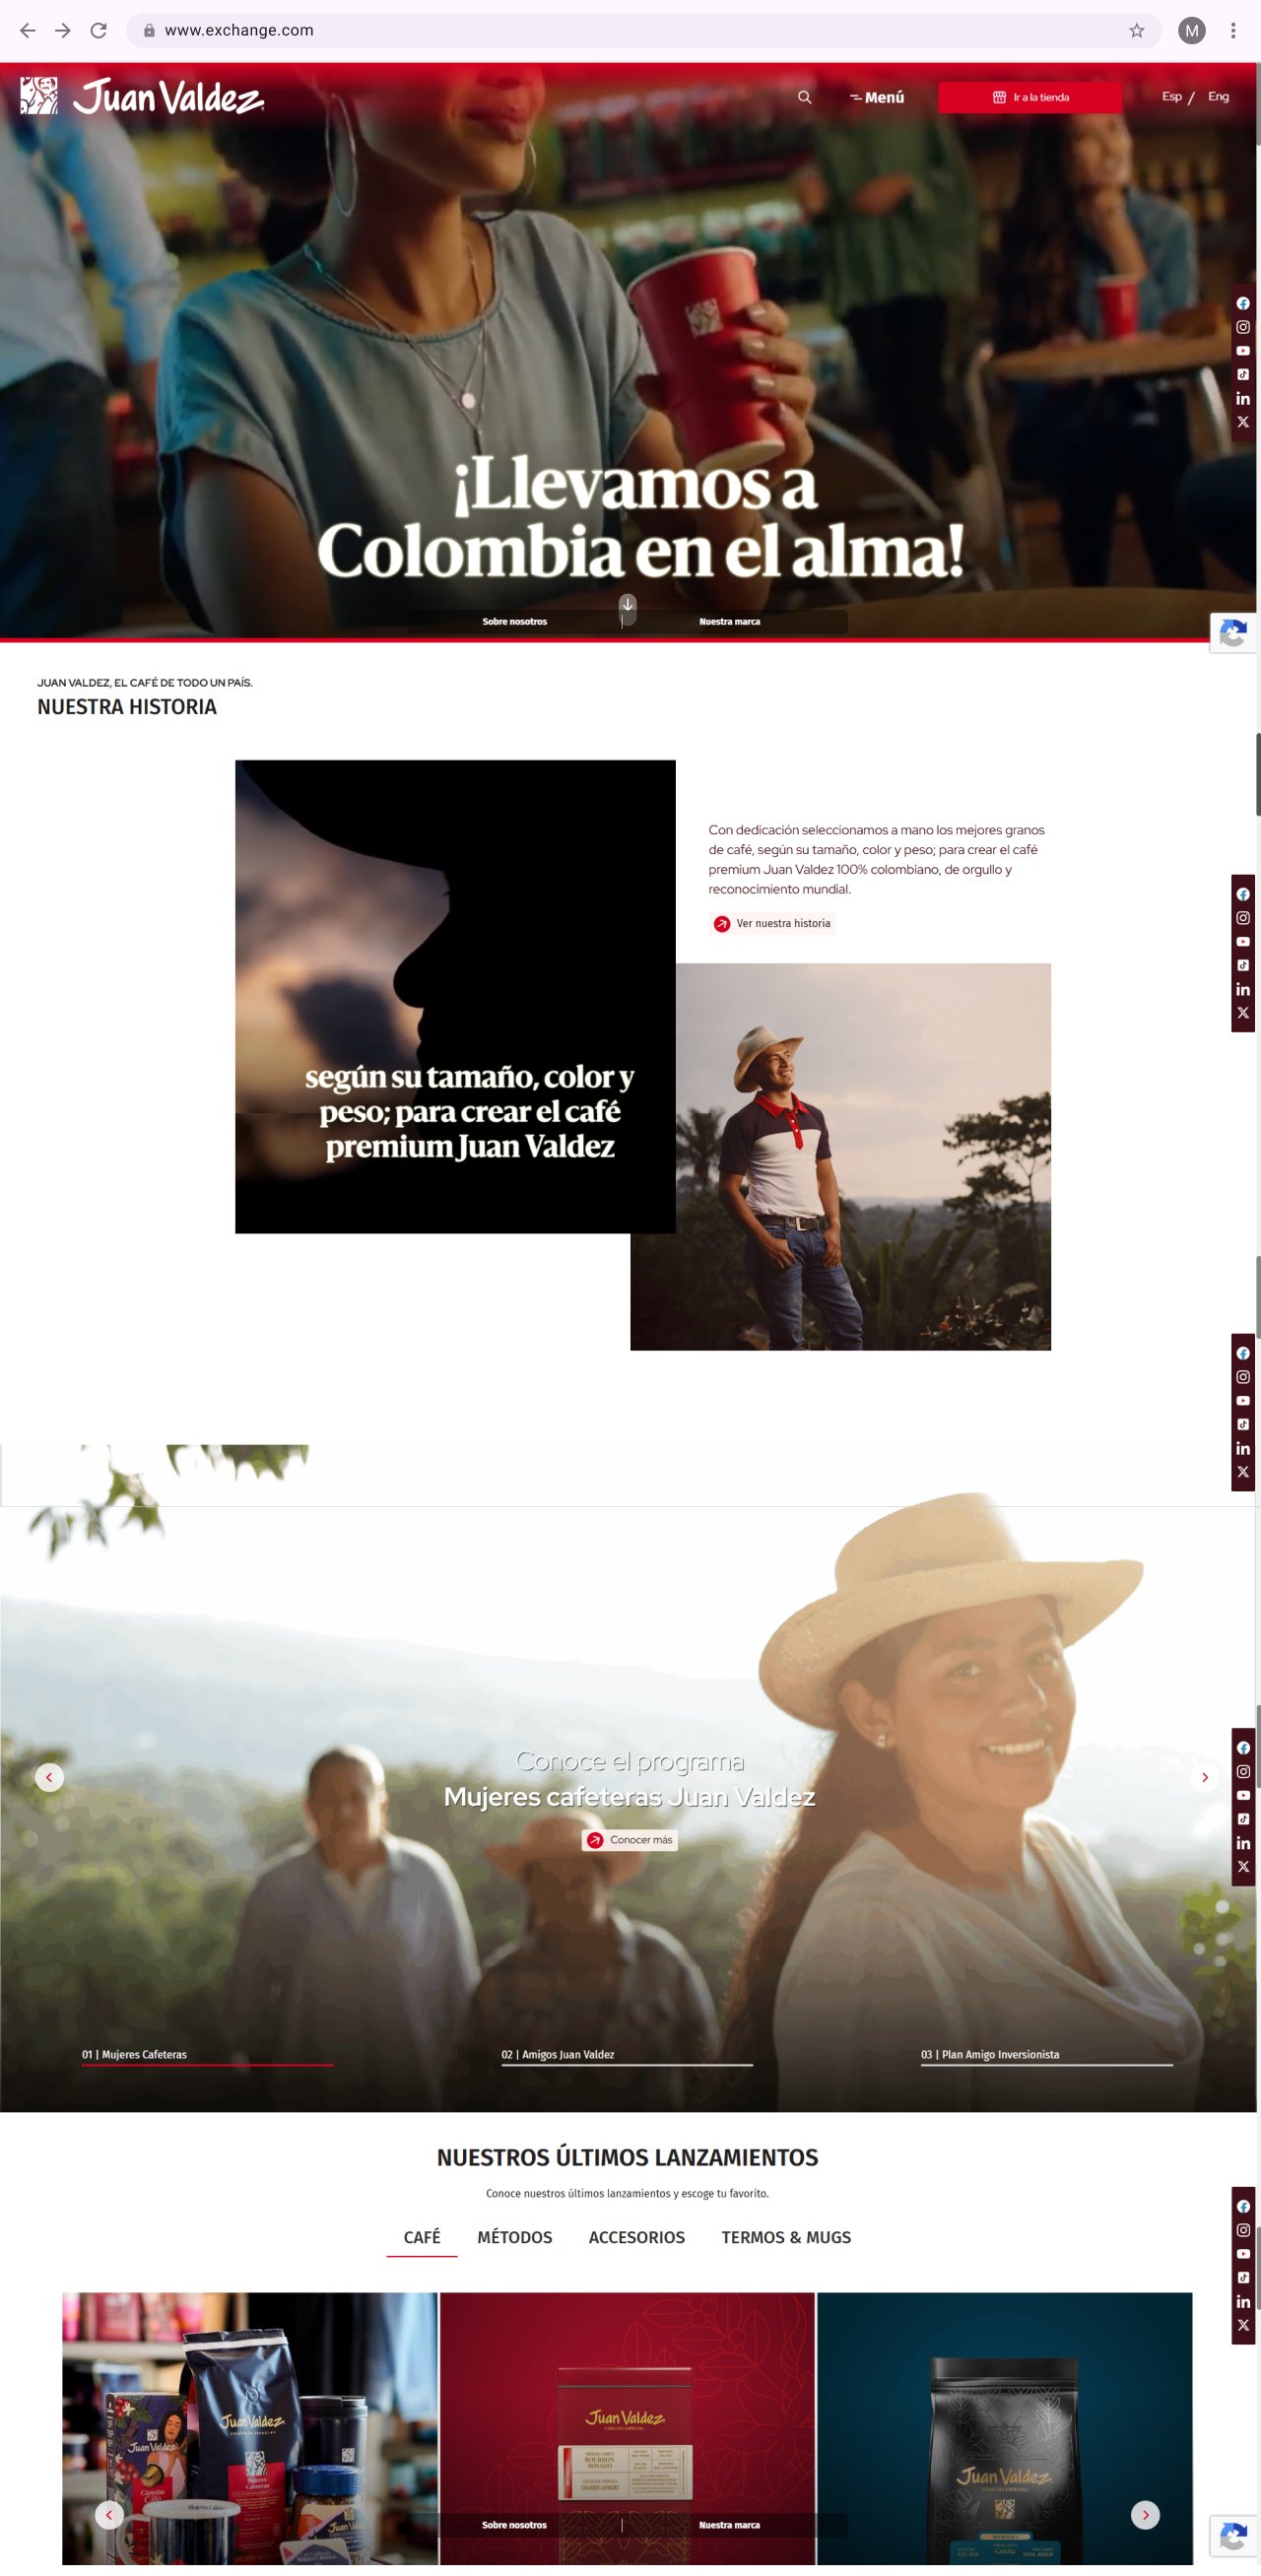 www.exchange.com
M
Juan Valdez
Menú
Ir a la tienda
Esp / Eng
¡Llevamos a
Colombia en el alma!
Sobre nosotros
Nuestra marca
JUAN VALDEZ, EL CAFÉ DE TODO UN PAÍS.
NUESTRA HISTORIA
Con dedicación seleccionamos a mano los mejores granos
de café, según su tamaño, color y peso; para crear el café
premium Juan Valdez 100% colombiano, de orgullo y
reconocimiento mundial.
Ver nuestra historia
según su tamaño, color y
peso; para crear el café
premium Juan Valdez
Conoce el programa
Mujeres cafeteras Juan Valdez
Conocer más
01 | Mujeres Cafeteras
02 | Amigos Juan Valdez
03 | Plan Amigo Inversionista
NUESTROS ÚLTIMOS LANZAMIENTOS
Conoce nuestros últimos lanzamientos y escoge tu favorito.
CAFÉ
MÉTODOS
ACCESORIOS
TERMOS & MUGS
Juan Valdez
Juan Valdez
Mujeres
Cafeteras
Juan Valdez
BOURBON
ROSADO
Juan Valdez
Sobre nosotros
Nuestra marca